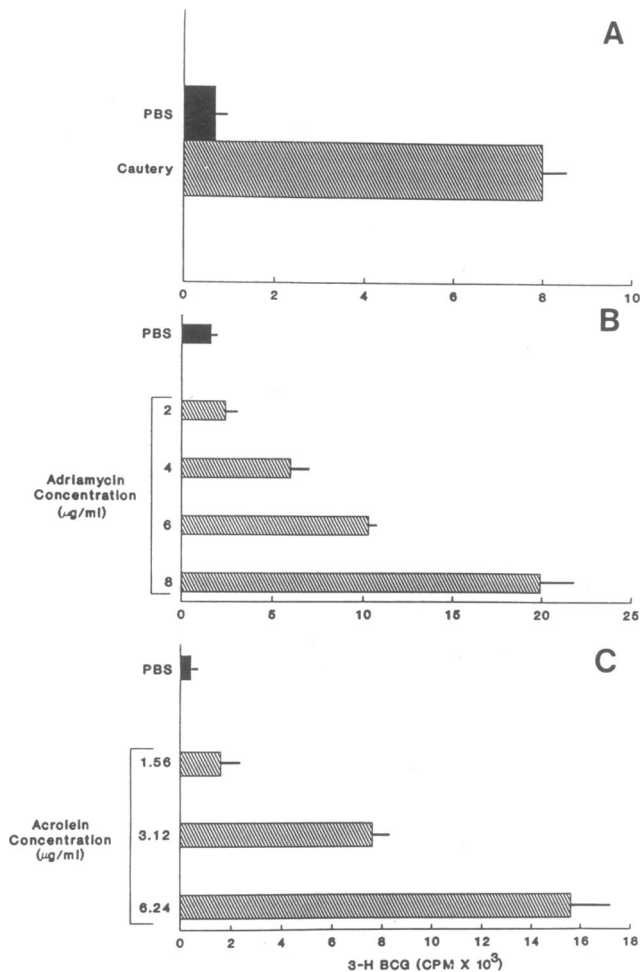 A
PBS
Cautery
0 2 4 6 8 10
B
PBS
2
4
Adriamycin
Concentration
(μg/ml)
6
8
0 5 10 15 20 25
C
PBS
1.56
Acrolein
Concentration
(μg/ml)
3.12
6.24
0 2 4 6 8 10 12 14 16 18
3-H BCG (CPM X 10³)